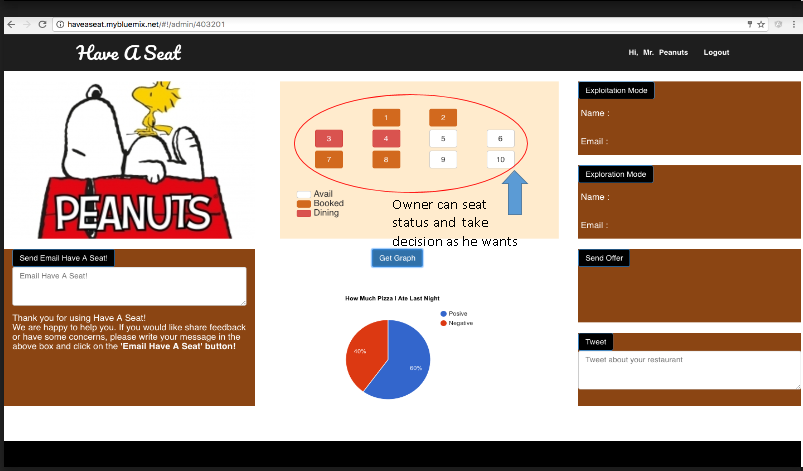 haveaseat.mybluemix.net/#!/admin/403201
Have A Seat
Hi, Mr. Peanuts Logout
PEANUTS
1 2
3 4 5 6
7 8 9 10
Avail
Booked
Dining
Owner can seat
status and take
decision as he wants
Exploitation Mode
Name :
Email :
Exploration Mode
Name :
Email :
Send Email Have A Seat!
Email Have A Seat!
Thank you for using Have A Seat!
We are happy to help you. If you would like share feedback
or have some concerns, please write your message in the
above box and click on the 'Email Have A Seat' button!
Get Graph
How Much Pizza I Ate Last Night
Posive
Negative
40%
60%
Send Offer
Tweet
Tweet about your restaurant